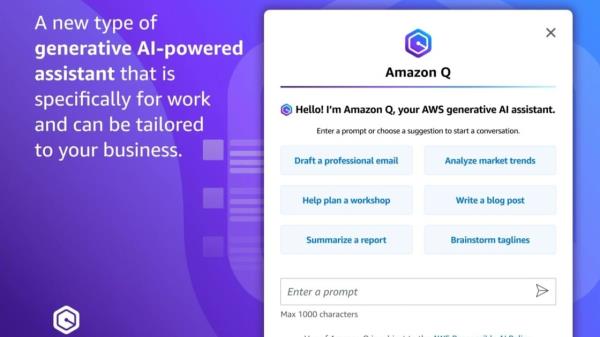 A new type of
generative AI-powered
assistant that is
specifically for work
and can be tailored
to your business.
Amazon Q
Hello! I'm Amazon Q, your AWS generative AI assistant.
Enter a prompt or choose a suggestion to start a conversation.
Draft a professional email
Analyze market trends
Help plan a workshop
Write a blog post
Summarize a report
Brainstorm taglines
Enter a prompt
Max 1000 characters